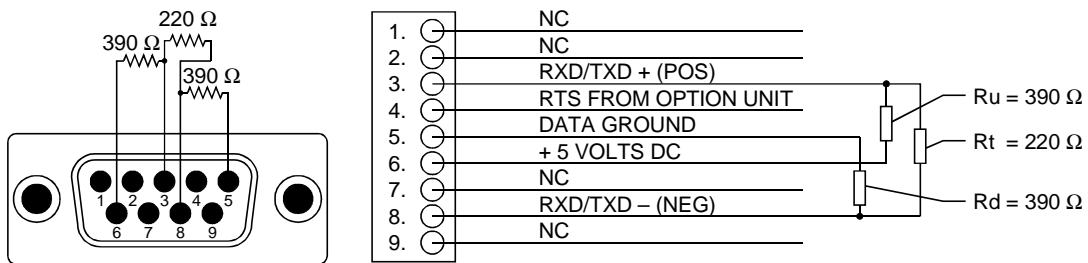 220 Ω
390 Ω
390 Ω
1 2 3 4 5
6 7 8 9
1. NC
2. NC
3. RXD/TXD + (POS)
4. RTS FROM OPTION UNIT
5. DATA GROUND
6. + 5 VOLTS DC
7. NC
8. RXD/TXD – (NEG)
9. NC
Ru = 390 Ω
Rt = 220 Ω
Rd = 390 Ω